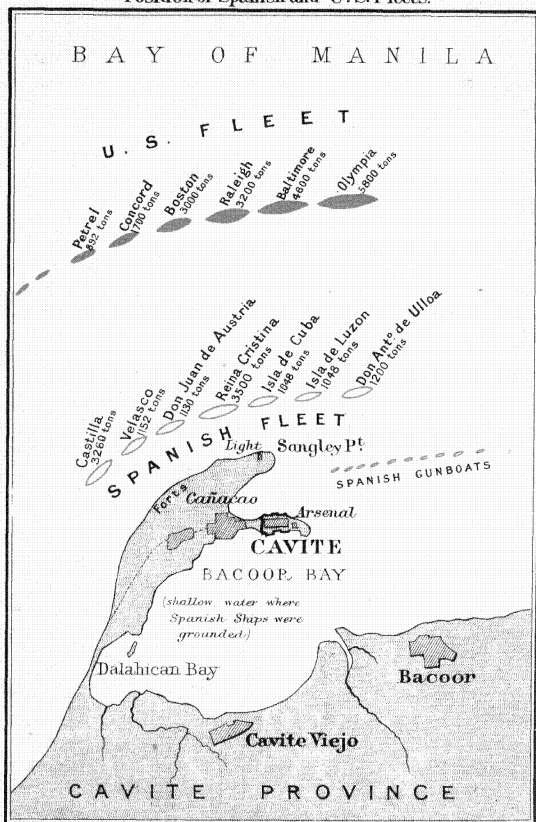 Position of Spanish and U.S. Fleets.
BAY OF MANILA
U. S. FLEET
Petrel
892 tons
Concord
1700 tons
Boston
3000 tons
Raleigh
3200 tons
Baltimore
4600 tons
Olympia
5800 tons
Castilla
3260 tons
Velasco
1152 tons
Don Juan de Austria
1130 tons
Reina Cristina
3500 tons
Isla de Cuba
1048 tons
Isla de Luzon
1048 tons
Don Antº. de Ulloa
1200 tons
SPANISH FLEET
Light
Sangley Pt.
SPANISH GUNBOATS
Forts
Cañacao
Arsenal
CAVITE
BACOOR BAY
(shallow water where
Spanish Ships were
grounded)
Dalahican Bay
Bacoor
Cavite Viejo
CAVITE PROVINCE